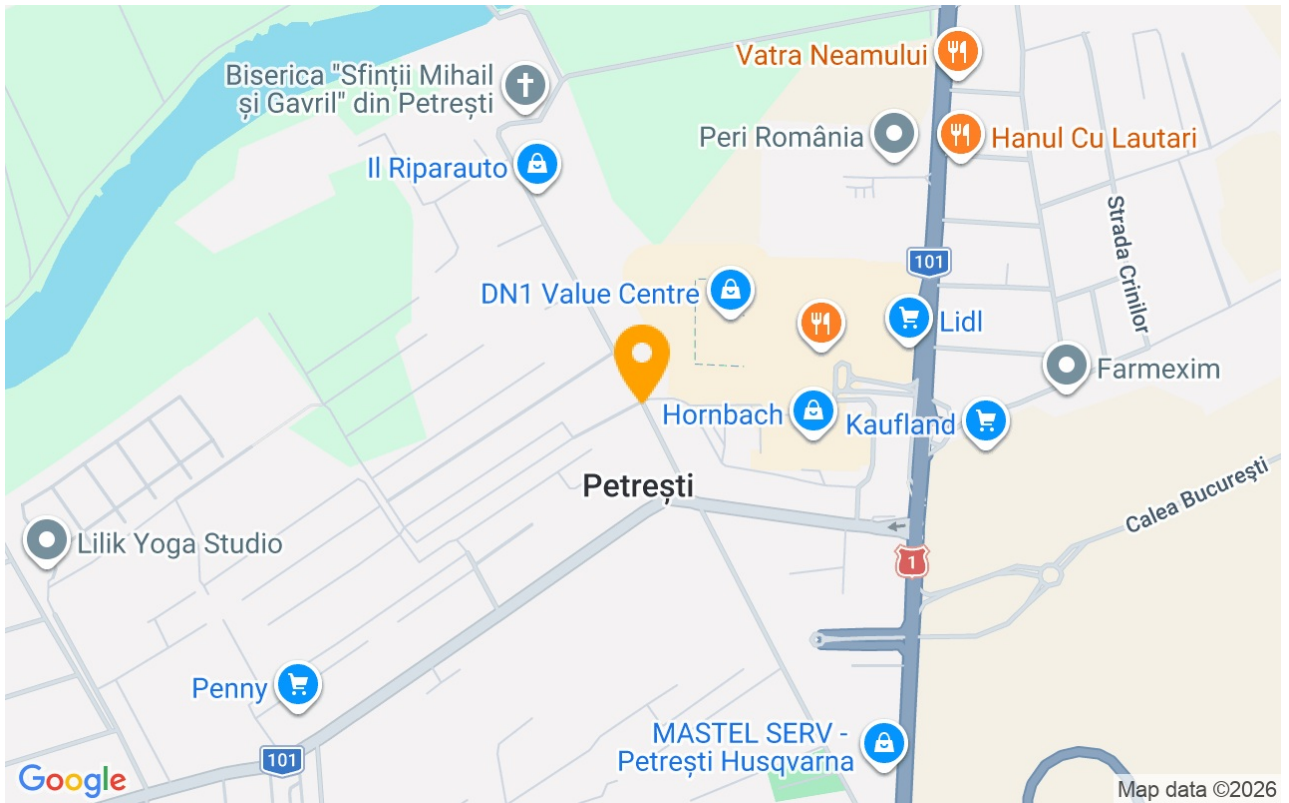 Vatra Neamului
Biserica "Sfinții Mihail
și Gavril" din Petrești
Peri România
Hanul Cu Lautari
Il Riparauto
Strada Crinilor
101
DN1 Value Centre
Lidl
Farmexim
Hornbach
Kaufland
Petrești
Calea București
Lilik Yoga Studio
1
Penny
MASTEL SERV -
Petrești Husqvarna
101
Google
Map data ©2026